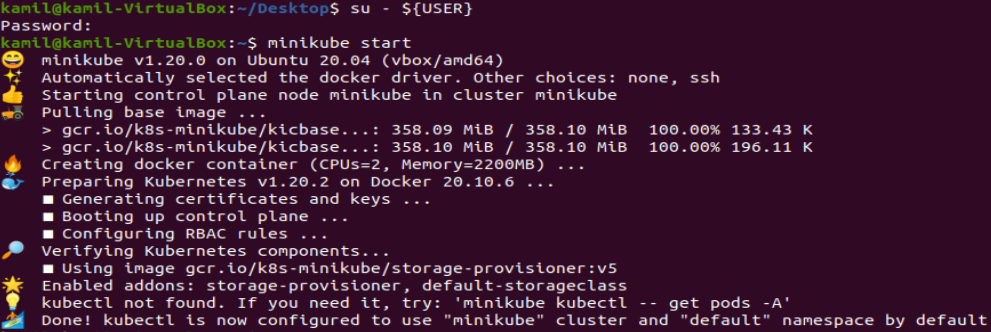 kamil@kamil-VirtualBox:~/Desktop$ su - ${USER}
Password:
kamil@kamil-VirtualBox:~$ minikube start
😄 minikube v1.20.0 on Ubuntu 20.04 (vbox/amd64)
✨ Automatically selected the docker driver. Other choices: none, ssh
👍 Starting control plane node minikube in cluster minikube
🚜 Pulling base image ...
> gcr.io/k8s-minikube/kicbase...: 358.09 MiB / 358.10 MiB 100.00% 133.43 K
> gcr.io/k8s-minikube/kicbase...: 358.10 MiB / 358.10 MiB 100.00% 196.11 K
🔥 Creating docker container (CPUs=2, Memory=2200MB) ...
🐳 Preparing Kubernetes v1.20.2 on Docker 20.10.6 ...
▪ Generating certificates and keys ...
▪ Booting up control plane ...
▪ Configuring RBAC rules ...
🔎 Verifying Kubernetes components...
▪ Using image gcr.io/k8s-minikube/storage-provisioner:v5
🌟 Enabled addons: storage-provisioner, default-storageclass
💡 kubectl not found. If you need it, try: 'minikube kubectl -- get pods -A'
🏄 Done! kubectl is now configured to use "minikube" cluster and "default" namespace by default